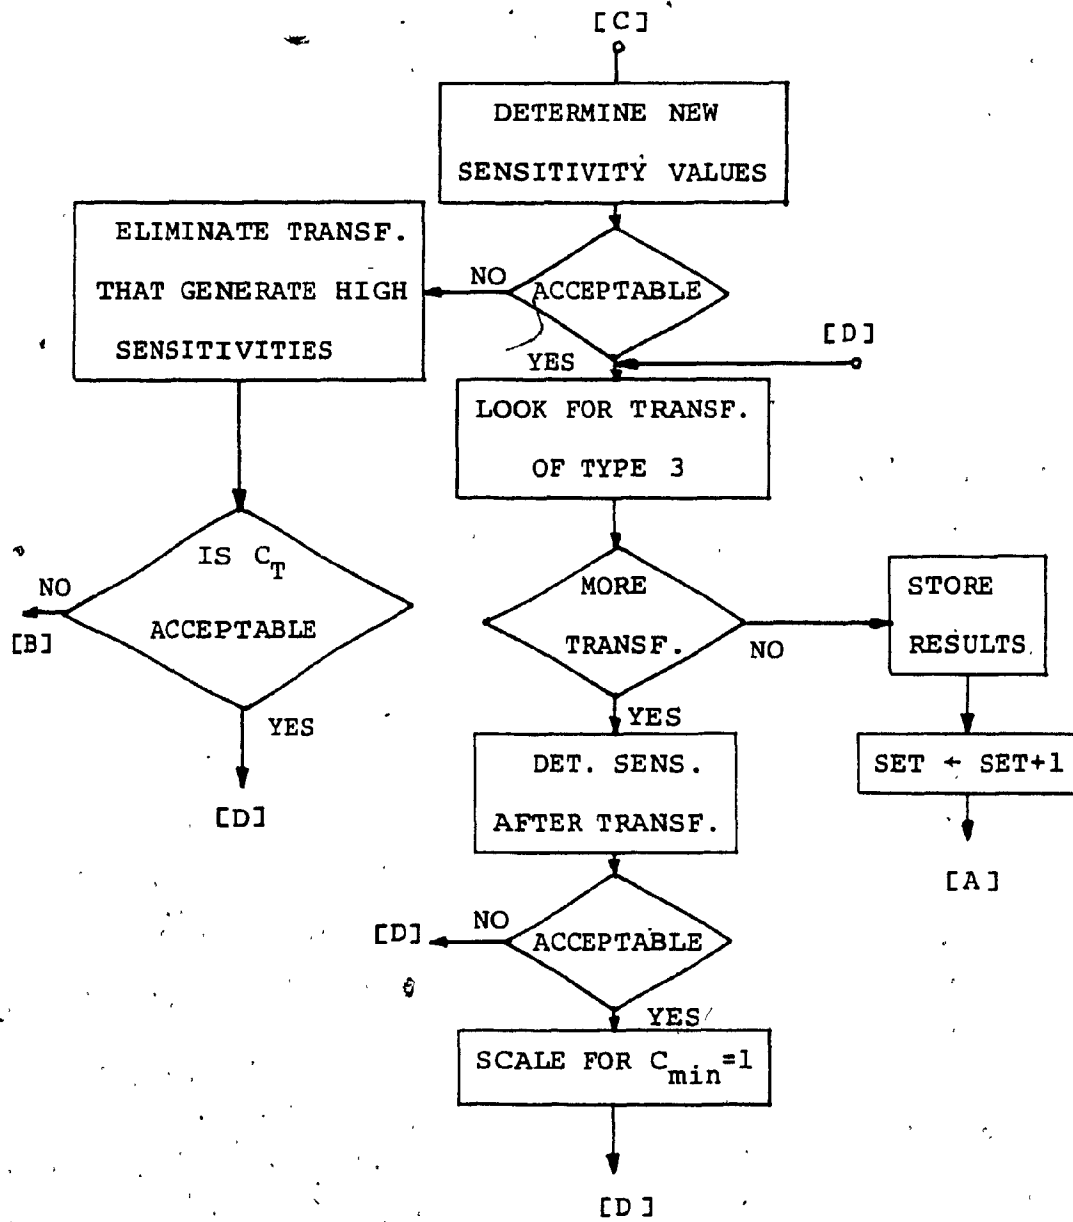 [C]
DETERMINE NEW
SENSITIVITY VALUES
ELIMINATE TRANSF.
THAT GENERATE HIGH
SENSITIVITIES
NO
ACCEPTABLE
[D]
YES
LOOK FOR TRANSF.
OF TYPE 3
IS C_T
ACCEPTABLE
NO
[B]
YES
[D]
MORE
TRANSF.
NO
STORE
RESULTS
YES
DET. SENS.
AFTER TRANSF.
SET ← SET+1
[A]
NO
[D]
ACCEPTABLE
YES
SCALE FOR C_min=1
[D]